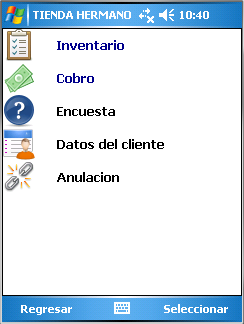 TIENDA HERMANO 10:40
Inventario
Cobro
? Encuesta
Datos del cliente
Anulacion
Regresar Seleccionar